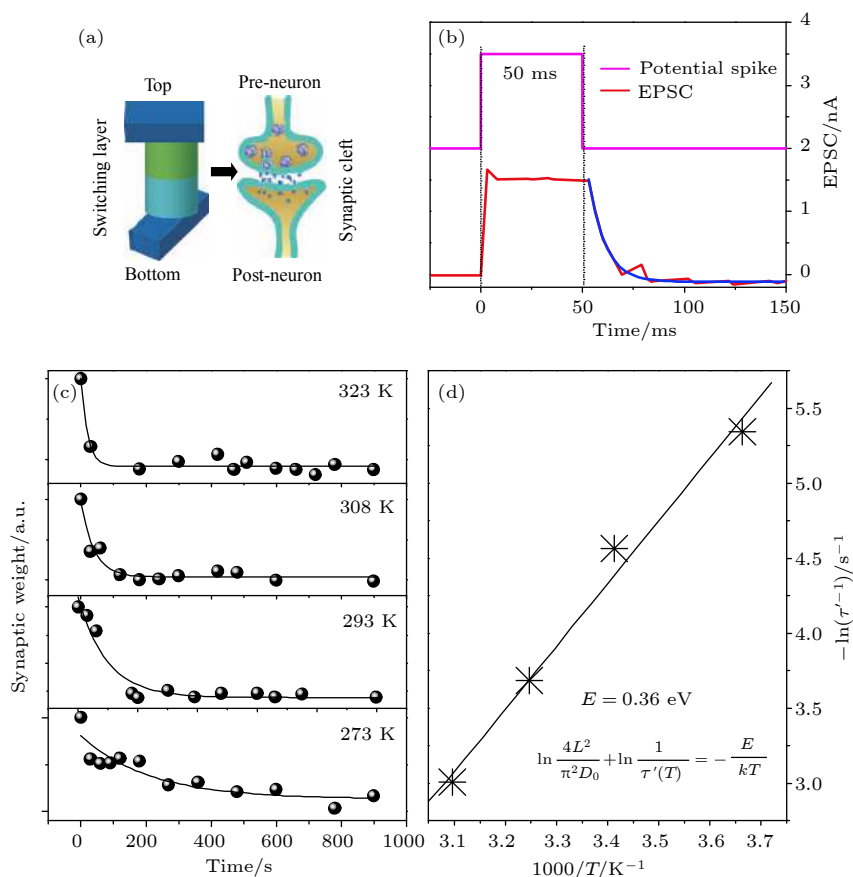 (a)
Top
Switching layer
Bottom
Pre-neuron
Synaptic cleft
Post-neuron
(b)
50 ms
Potential spike
EPSC
4
3
2
1
0
EPSC/nA
0
50
100
150
Time/ms
(c)
323 K
308 K
293 K
273 K
Synaptic weight/a.u.
0
200
400
600
800
1000
Time/s
(d)
5.5
5.0
4.5
4.0
3.5
3.0
−ln(τ′⁻¹)/s⁻¹
E = 0.36 eV
ln 4L²/π²D₀ + ln 1/τ′(T) = − E/kT
3.1
3.2
3.3
3.4
3.5
3.6
3.7
1000/T/K⁻¹